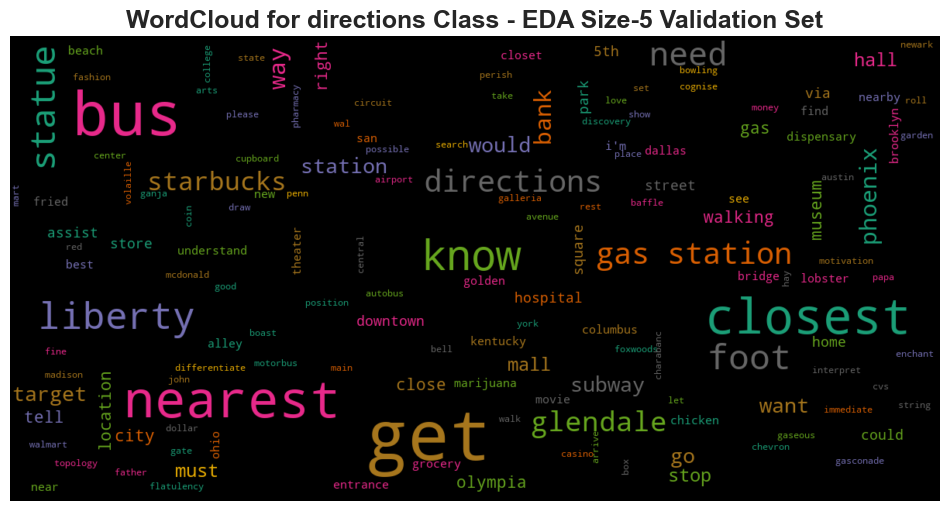 WordCloud for directions Class - EDA Size-5 Validation Set
beach
college
state
way
right
closet
5th
need
hall
newark
statue
fashion
arts
bus
please
pharmacy
circuit
perish
take
bank
park
discovery
love
set
show
bowling
cognise
money
via
find
nearby
roll
garden
gas
dispensary
brooklyn
wal
san
possible
search
would
i'm
place
dallas
center
volaille
cupboard
station
airport
directions
galleria
rest
baffle
street
see
austin
museum
phoenix
mart
fried
starbucks
ganja
new
penn
coin
draw
avenue
walking
assist
store
red
best
understand
theater
central
know
square
gas station
motivation
mcdonald
good
position
autobus
golden
hospital
bridge
hay
lobster
papa
liberty
alley
boast
downtown
york
columbus
closest
home
enchant
fine
madison
differentiate
motorbus
main
bell
kentucky
mall
foxwoods
charabanc
foot
interpret
target
location
john
nearest
close
marijuana
movie
subway
let
cvs
string
tell
dollar
city
gate
ohio
get
walk
glendale
chicken
want
immediate
walmart
topology
father
must
grocery
casino
arrive
box
go
chevron
gaseous
could
gasconade
near
flatulency
entrance
olympia
stop